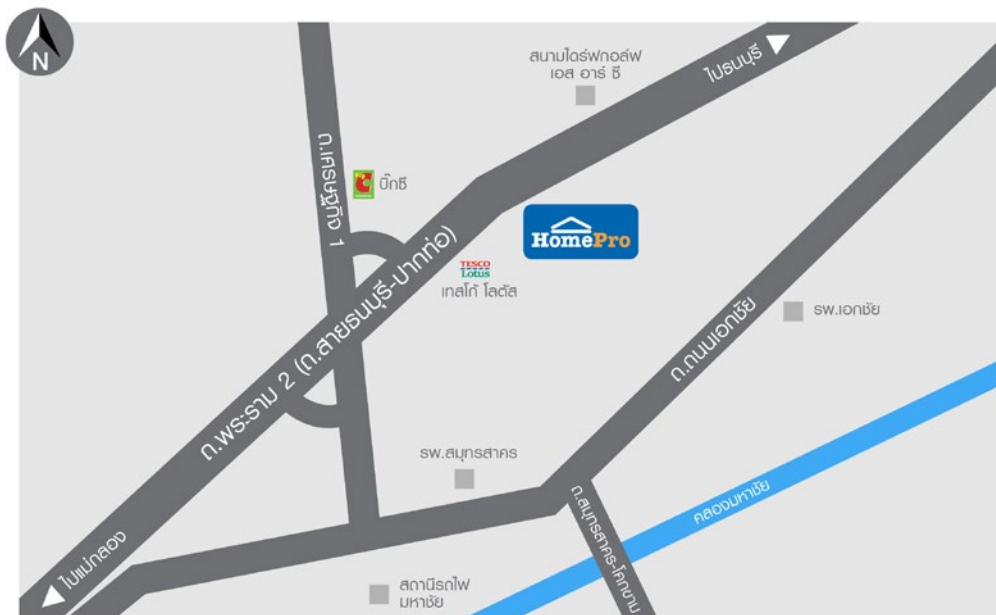 N
สนามไดร์ฟกอล์ฟ
เอส อาร์ ซี
ไปธนบุรี
ถ.เศรษฐกิจ 1
บิ๊กซี
HomePro
TESCO
Lotus
เทสโก้ โลตัส
ถ.พระราม 2 (ถ.สายธนบุรี-ปากท่อ)
รพ.เอกชัย
ถ.ถนนเอกชัย
รพ.สมุทรสาคร
ถ.สมุทรสาคร-โคกขาม
คลองมหาชัย
ไปแม่กลอง
สถานีรถไฟ
มหาชัย